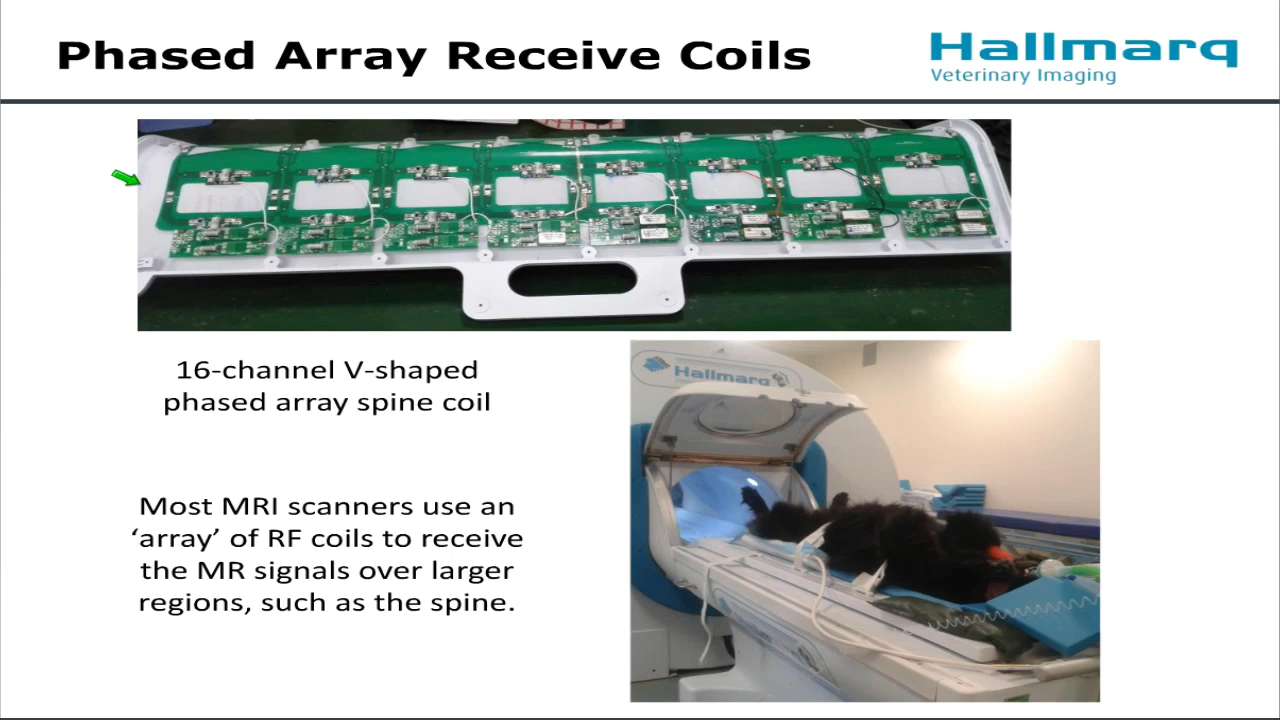 Phased Array Receive Coils
Hallmarq
Veterinary Imaging
16-channel V-shaped
phased array spine coil
Hallmarq
Most MRI scanners use an
‘array’ of RF coils to receive
the MR signals over larger
regions, such as the spine.